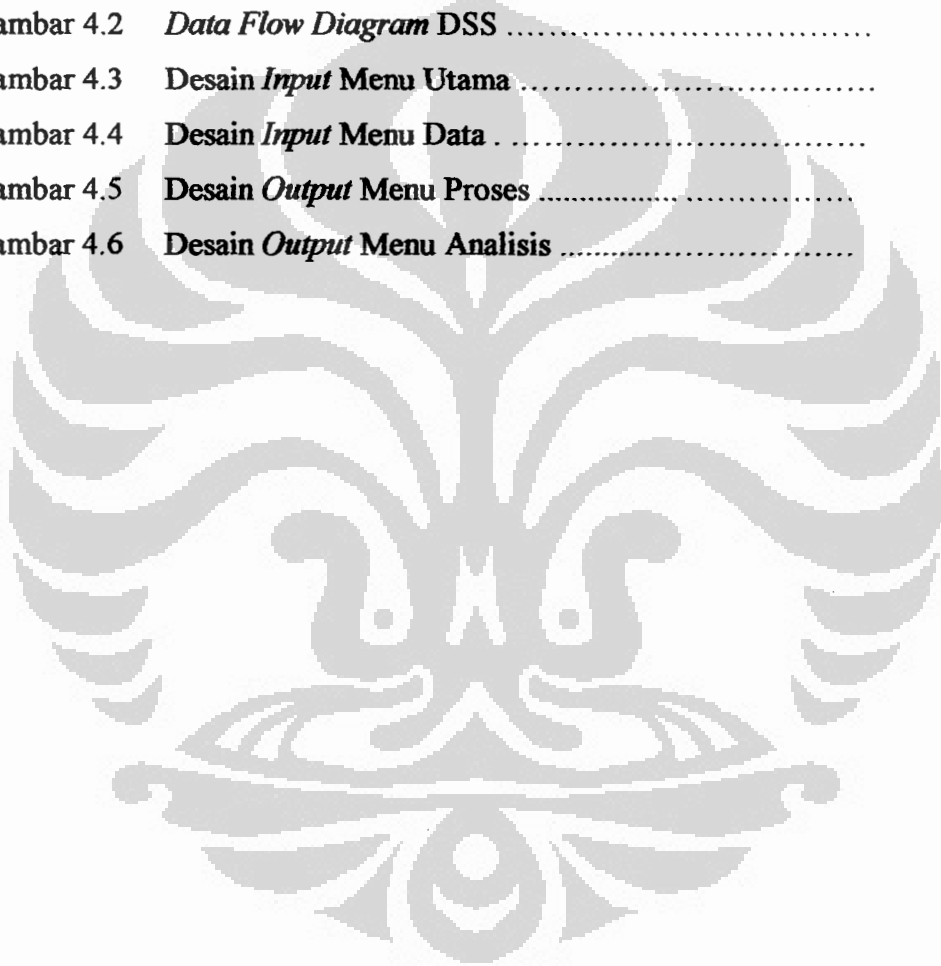 ambar 4.2 Data Flow Diagram DSS ....................................
ambar 4.3 Desain Input Menu Utama ..................................
ambar 4.4 Desain Input Menu Data . ..................................
ambar 4.5 Desain Output Menu Proses ................................
ambar 4.6 Desain Output Menu Analisis ..............................